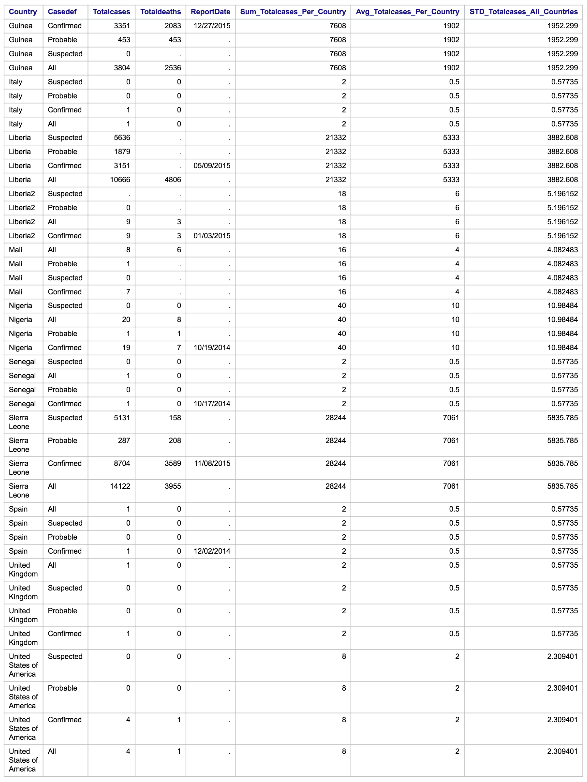 Country Casedef Totalcases Totaldeaths ReportDate Sum_Totalcases_Per_Country Avg_Totalcases_Per_Country STD_Totalcases_All_Countries
Guinea Confirmed 3351 2083 12/27/2015 7608 1902 1952.299
Guinea Probable 453 453 . 7608 1902 1952.299
Guinea Suspected 0 . . 7608 1902 1952.299
Guinea All 3804 2536 . 7608 1902 1952.299
Italy Suspected 0 0 . 2 0.5 0.57735
Italy Probable 0 0 . 2 0.5 0.57735
Italy Confirmed 1 0 . 2 0.5 0.57735
Italy All 1 0 . 2 0.5 0.57735
Liberia Suspected 5636 . . 21332 5333 3882.608
Liberia Probable 1879 . . 21332 5333 3882.608
Liberia Confirmed 3151 . 05/09/2015 21332 5333 3882.608
Liberia All 10666 4806 . 21332 5333 3882.608
Liberia2 Suspected . . . 18 6 5.196152
Liberia2 Probable 0 . . 18 6 5.196152
Liberia2 All 9 3 . 18 6 5.196152
Liberia2 Confirmed 9 3 01/03/2015 18 6 5.196152
Mali All 8 6 . 16 4 4.082483
Mali Probable 1 . . 16 4 4.082483
Mali Suspected 0 . . 16 4 4.082483
Mali Confirmed 7 . . 16 4 4.082483
Nigeria Suspected 0 0 . 40 10 10.98484
Nigeria All 20 8 . 40 10 10.98484
Nigeria Probable 1 1 . 40 10 10.98484
Nigeria Confirmed 19 7 10/19/2014 40 10 10.98484
Senegal Suspected 0 0 . 2 0.5 0.57735
Senegal All 1 0 . 2 0.5 0.57735
Senegal Probable 0 0 . 2 0.5 0.57735
Senegal Confirmed 1 0 10/17/2014 2 0.5 0.57735
Sierra Suspected 5131 158 . 28244 7061 5835.785
Leone
Sierra Probable 287 208 . 28244 7061 5835.785
Leone
Sierra Confirmed 8704 3589 11/08/2015 28244 7061 5835.785
Leone
Sierra All 14122 3955 . 28244 7061 5835.785
Leone
Spain All 1 0 . 2 0.5 0.57735
Spain Suspected 0 0 . 2 0.5 0.57735
Spain Probable 0 0 . 2 0.5 0.57735
Spain Confirmed 1 0 12/02/2014 2 0.5 0.57735
United All 1 0 . 2 0.5 0.57735
Kingdom
United Suspected 0 0 . 2 0.5 0.57735
Kingdom
United Probable 0 0 . 2 0.5 0.57735
Kingdom
United Confirmed 1 0 . 2 0.5 0.57735
Kingdom
United Suspected 0 0 . 8 2 2.309401
States of
America
United Probable 0 0 . 8 2 2.309401
States of
America
United Confirmed 4 1 . 8 2 2.309401
States of
America
United All 4 1 . 8 2 2.309401
States of
America